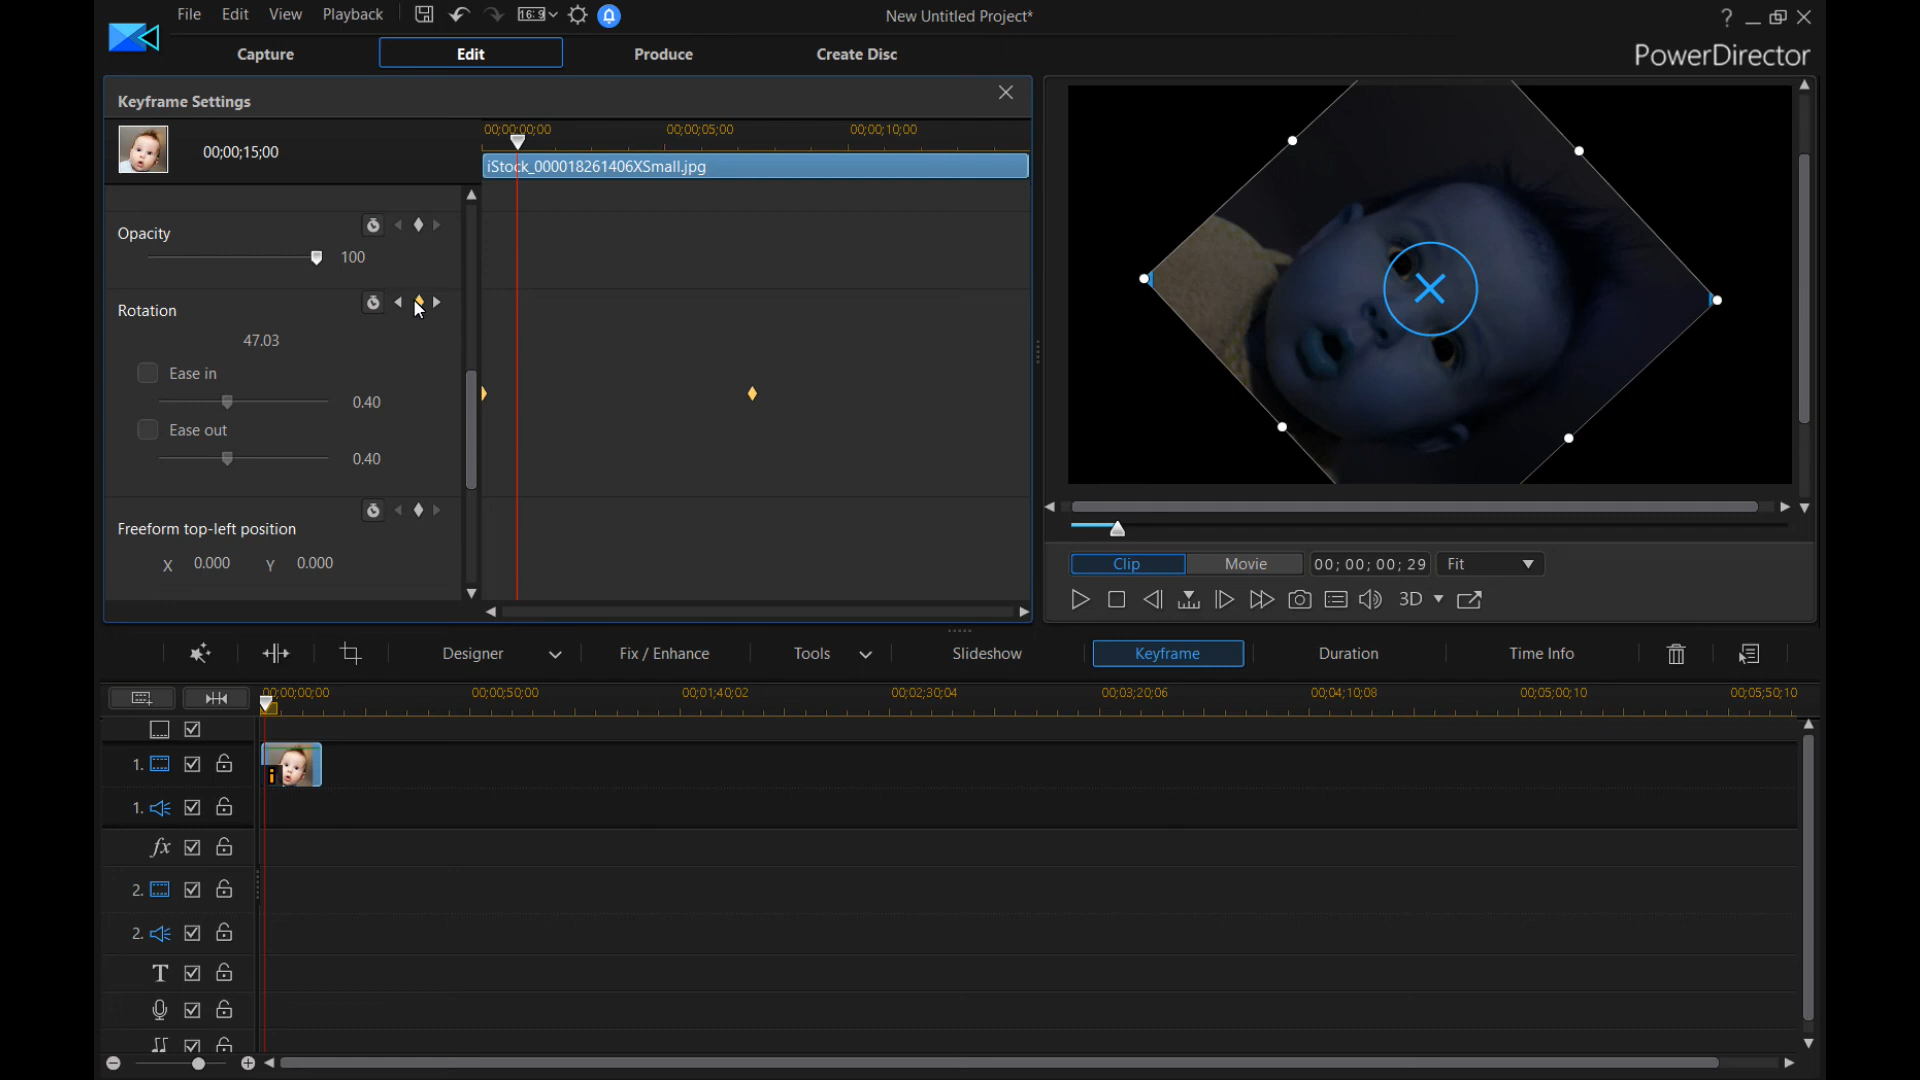 File Edit View Playback 16:9 New Untitled Project* ?
Capture Edit Produce Create Disc PowerDirector
Keyframe Settings
00;00;15;00
00;00;00;00 00;00;05;00 00;00;10;00
iStock_000018261406XSmall.jpg
Opacity
100
Rotation
47.03
Ease in
0.40
Ease out
0.40
Freeform top-left position
X 0.000 Y 0.000
Clip Movie 00; 00; 00; 29 Fit
3D
Designer Fix / Enhance Tools Slideshow Keyframe Duration Time Info
00;00;00;00 00;00;50;00 00;01;40;02 00;02;30;04 00;03;20;06 00;04;10;08 00;05;00;10 00;05;50;10
1.
i
1.
fx
2.
2.
T